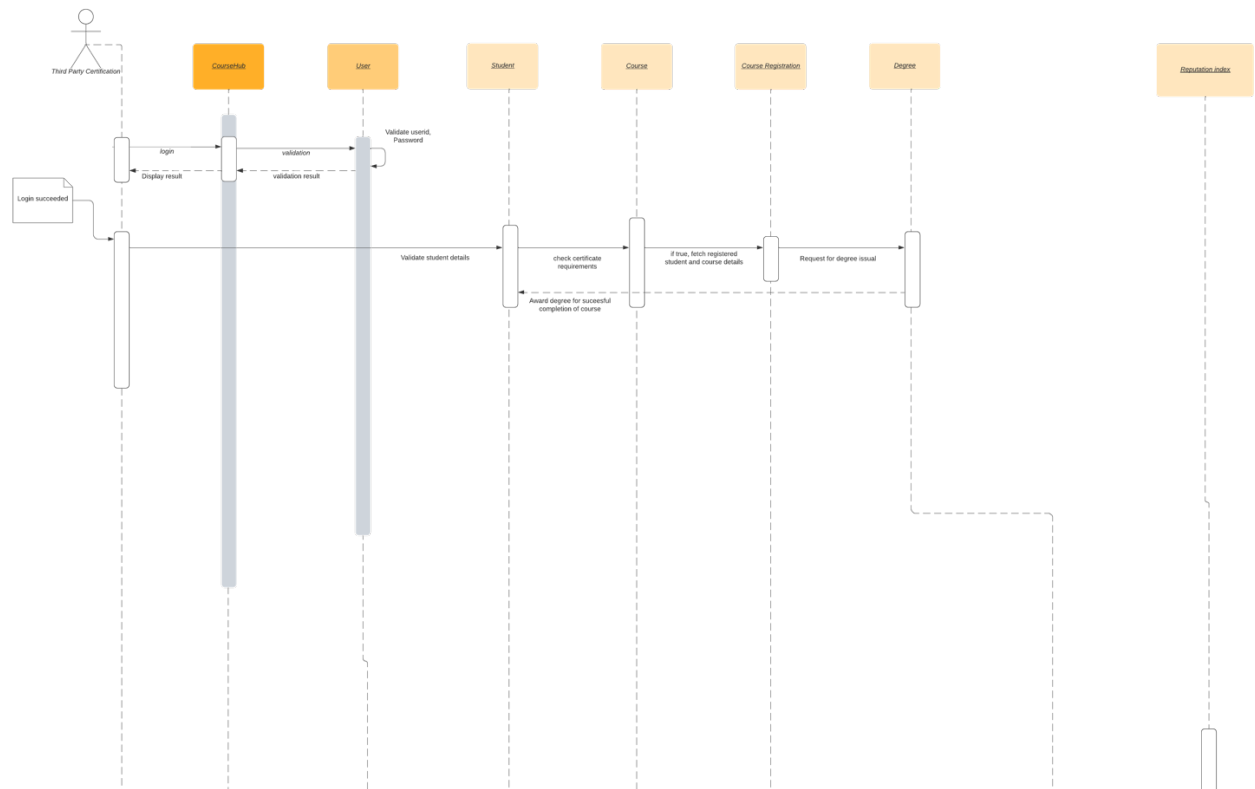 Third Party Certification
CourseHub
User
Student
Course
Course Registration
Degree
Reputation index
Validate userid,
Password
login
validation
Display result
validation result
Login succeeded
Validate student details
check certificate
requirements
if true, fetch registered
student and course details
Request for degree issual
Award degree for suceesful
completion of course